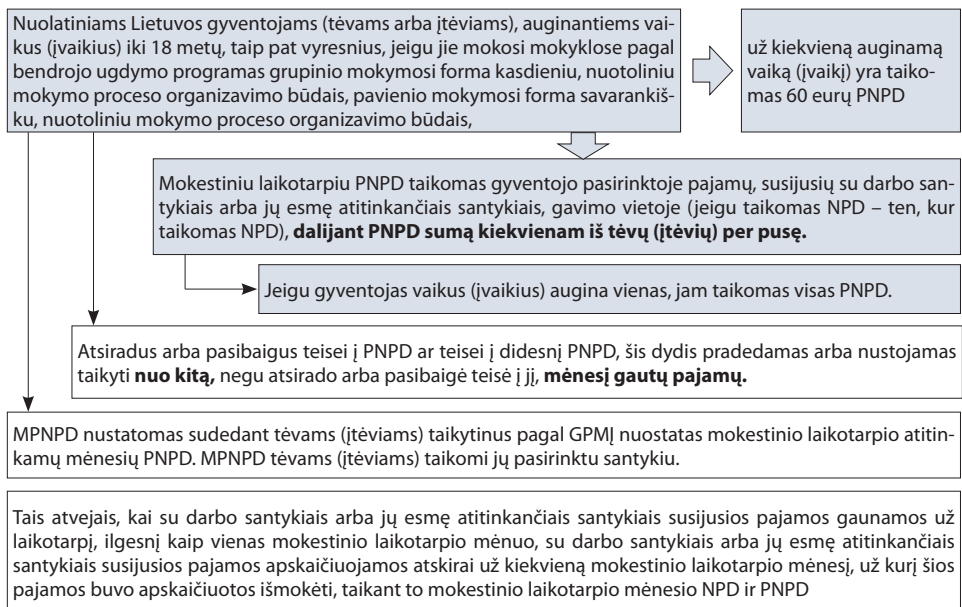 Nuolatiniams Lietuvos gyventojams (tėvams arba įtėviams), auginantiems vai-
kus (įvaikius) iki 18 metų, taip pat vyresnius, jeigu jie mokosi mokyklose pagal
bendrojo ugdymo programas grupinio mokymosi forma kasdieniu, nuotoliniu
mokymo proceso organizavimo būdais, pavienio mokymosi forma savarankiš-
ku, nuotoliniu mokymo proceso organizavimo būdais,
už kiekvieną auginamą
vaiką (įvaikį) yra taiko-
mas 60 eurų PNPD
Mokestiniu laikotarpiu PNPD taikomas gyventojo pasirinktoje pajamų, susijusių su darbo san-
tykiais arba jų esmę atitinkančiais santykiais, gavimo vietoje (jeigu taikomas NPD – ten, kur
taikomas NPD), dalijant PNPD sumą kiekvienam iš tėvų (įtėvių) per pusę.
Jeigu gyventojas vaikus (įvaikius) augina vienas, jam taikomas visas PNPD.
Atsiradus arba pasibaigus teisei į PNPD ar teisei į didesnį PNPD, šis dydis pradedamas arba nustojamas
taikyti nuo kitą, negu atsirado arba pasibaigė teisė į jį, mėnesį gautų pajamų.
MPNPD nustatomas sudedant tėvams (įtėviams) taikytinus pagal GPMĮ nuostatas mokestinio laikotarpio atitin-
kamų mėnesių PNPD. MPNPD tėvams (įtėviams) taikomi jų pasirinktu santykiu.
Tais atvejais, kai su darbo santykiais arba jų esmę atitinkančiais santykiais susijusios pajamos gaunamos už
laikotarpį, ilgesnį kaip vienas mokestinio laikotarpio mėnuo, su darbo santykiais arba jų esmę atitinkančiais
santykiais susijusios pajamos apskaičiuojamos atskirai už kiekvieną mokestinio laikotarpio mėnesį, už kurį šios
pajamos buvo apskaičiuotos išmokėti, taikant to mokestinio laikotarpio mėnesio NPD ir PNPD